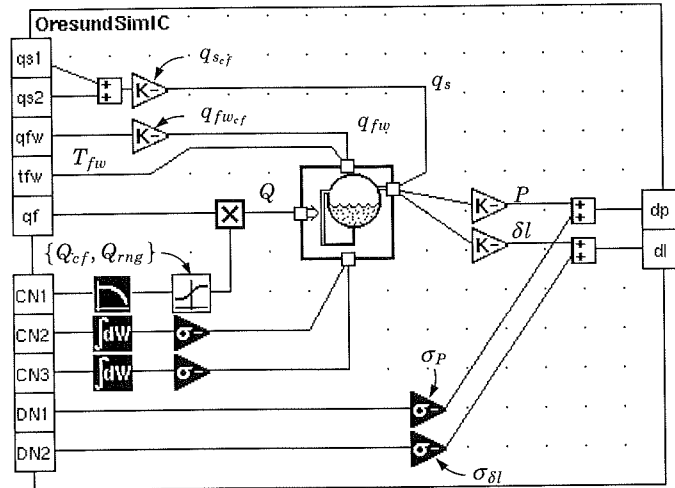 OresundSimIC
qs1
qs2
qfw
tfw
qf
CN1
CN2
CN3
DN1
DN2
+
+
K-
q_{s_{cf}}
q_s
K-
q_{fw_{cf}}
q_{fw}
T_{fw}
Q
×
{Q_{cf}, Q_{rng}}
∫dW
σ-
∫dW
σ-
K-
P
K-
δl
+
+
+
+
dp
dl
σ_P
σ-
σ-
σ_{δl}